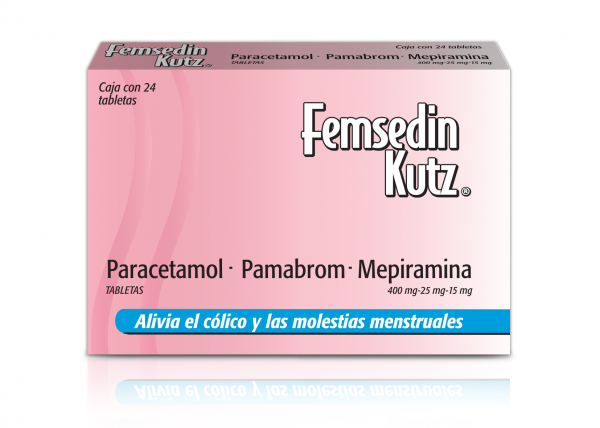 Femsedin
Kutz®
Caja con 24 tabletas
Paracetamol · Pamabrom · Mepiramina
TABLETAS
400 mg-25 mg-15 mg
Caja con 24
tabletas
Femsedin
Kutz®
Paracetamol · Pamabrom · Mepiramina
TABLETAS
400 mg-25 mg-15 mg
Alivia el cólico y las molestias menstruales